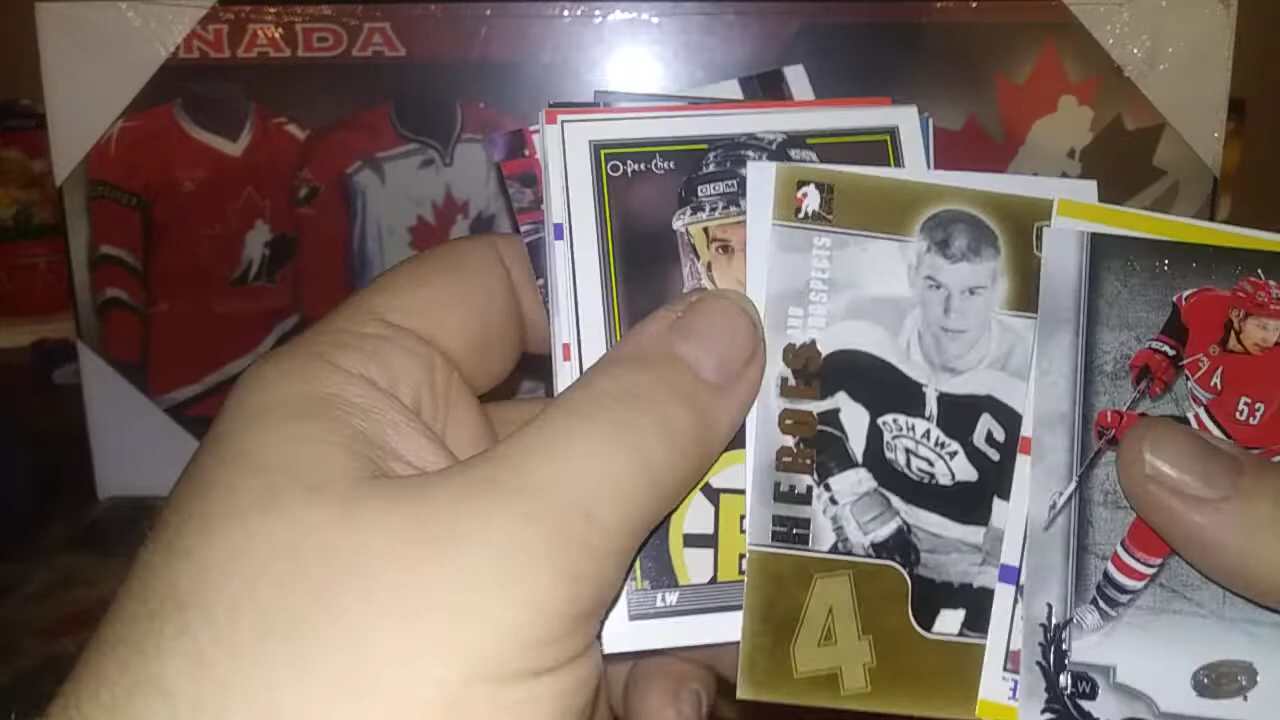 NADA
O-Pee-Chee
CCM
AND
PROSPECTS
HEROES
OSHAWA
C
4
LW
B
A
53
LW